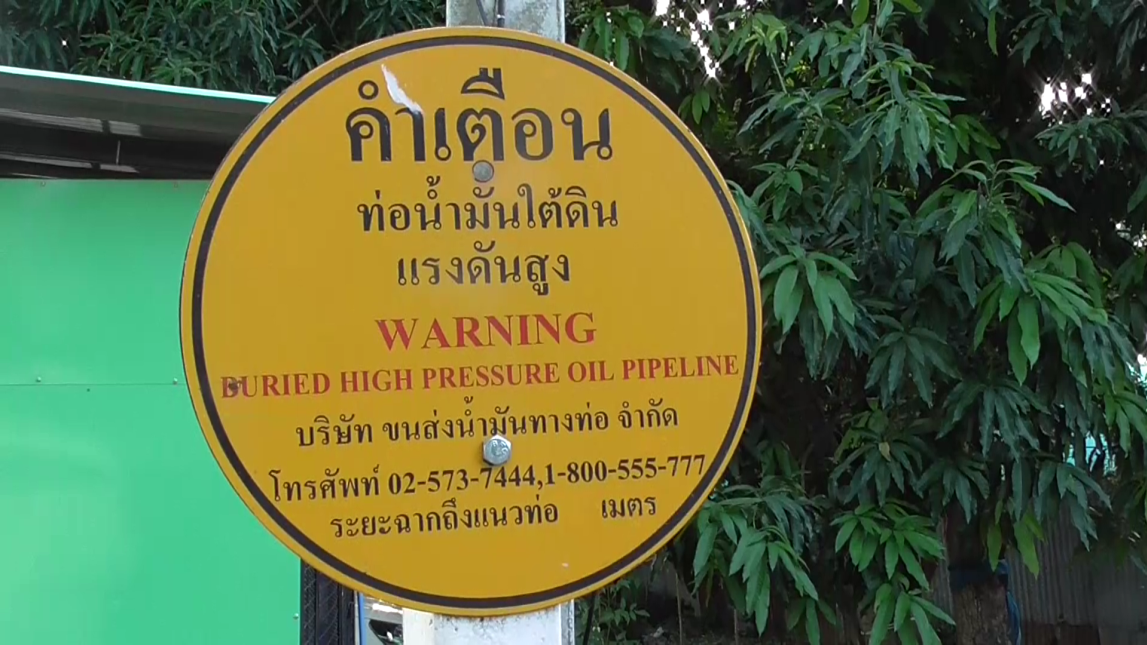 คำเตือน
ท่อน้ำมันใต้ดิน
แรงดันสูง
WARNING
BURIED HIGH PRESSURE OIL PIPELINE
บริษัท ขนส่งน้ำมันทางท่อ จำกัด
โทรศัพท์ 02-573-7444,1-800-555-777
ระยะฉากถึงแนวท่อ เมตร